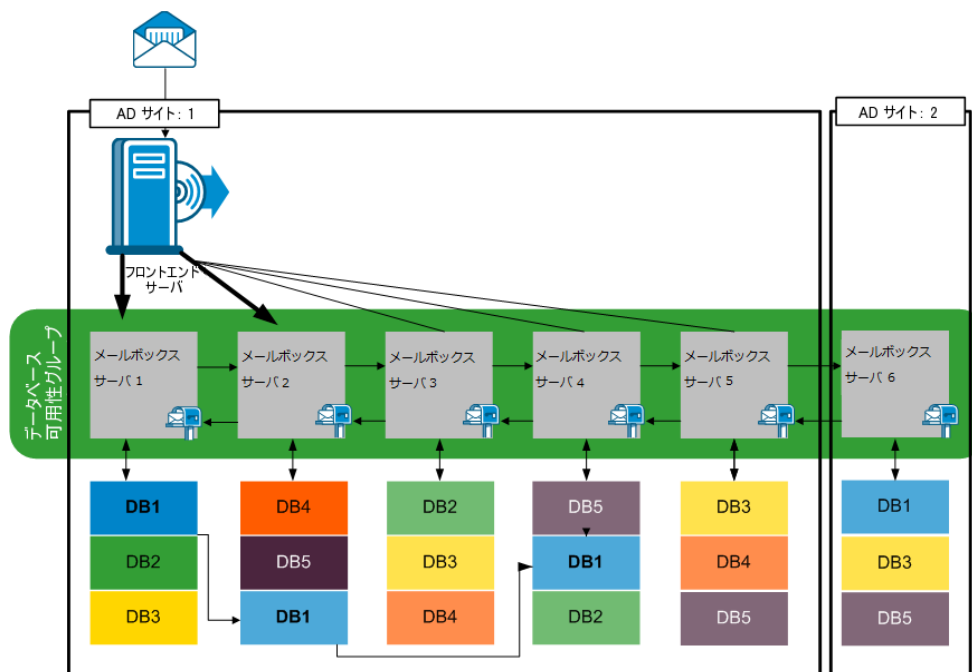 AD サイト: 1
AD サイト: 2
フロントエンド
サーバ
データベース
可用性グループ
メールボックス
サーバ 1
メールボックス
サーバ 2
メールボックス
サーバ 3
メールボックス
サーバ 4
メールボックス
サーバ 5
メールボックス
サーバ 6
DB1
DB2
DB3
DB4
DB5
DB1
DB2
DB3
DB4
DB5
DB1
DB2
DB3
DB4
DB5
DB1
DB3
DB5